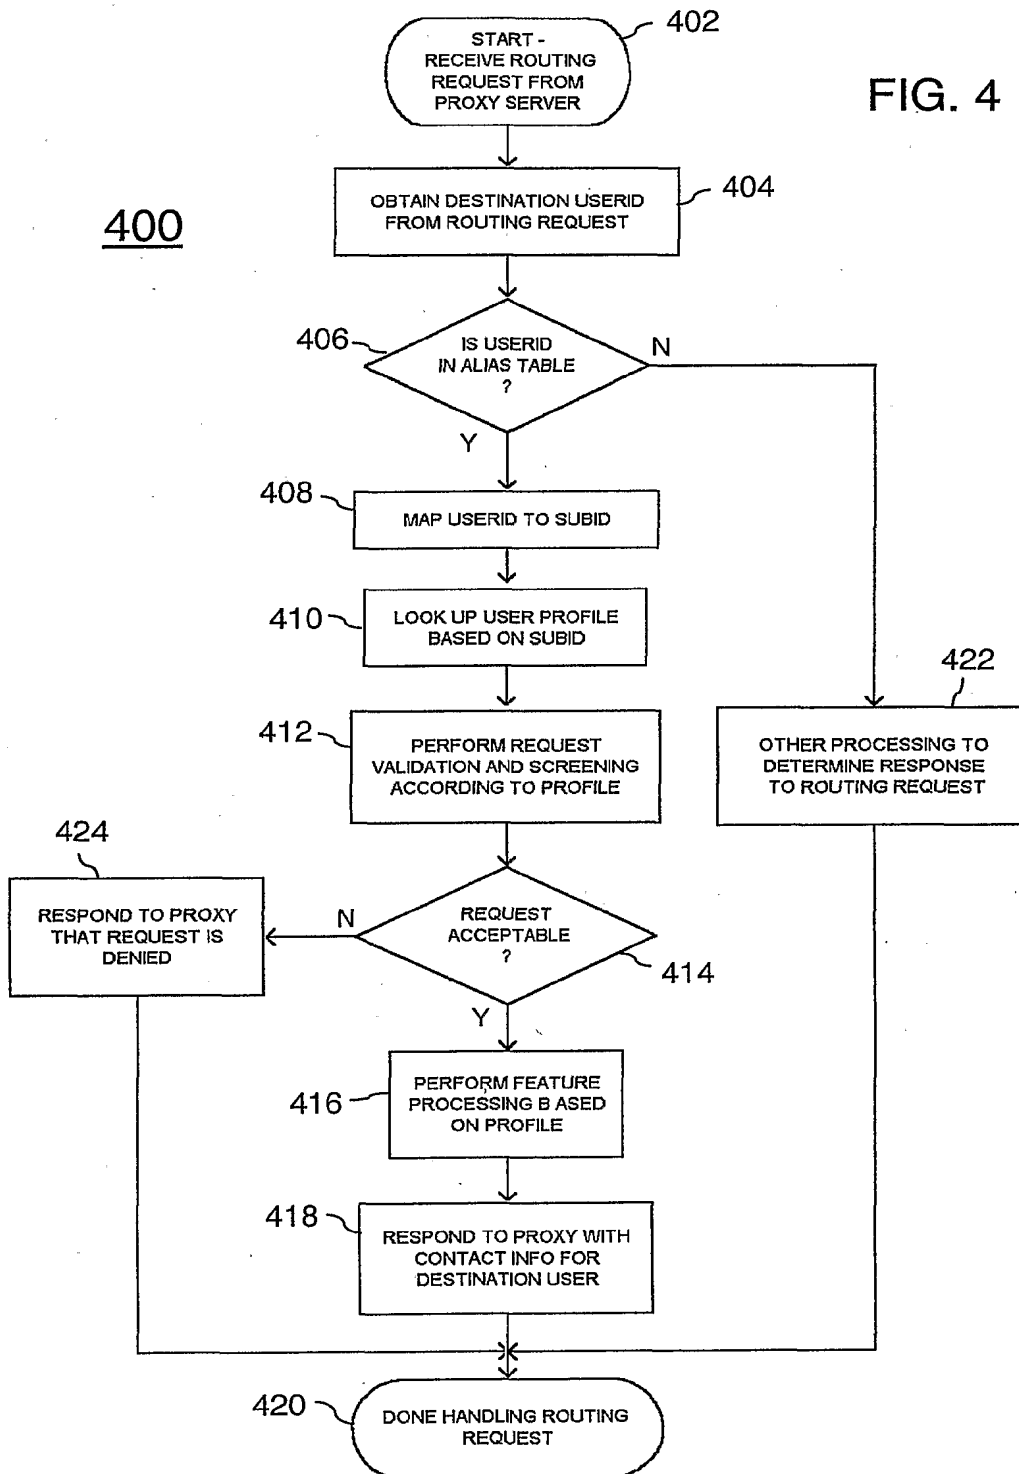 402
START -
RECEIVE ROUTING
REQUEST FROM
PROXY SERVER
FIG. 4
400
404
OBTAIN DESTINATION USERID
FROM ROUTING REQUEST
406
IS USERID
IN ALIAS TABLE
?
N
Y
408
MAP USERID TO SUBID
410
LOOK UP USER PROFILE
BASED ON SUBID
412
PERFORM REQUEST
VALIDATION AND SCREENING
ACCORDING TO PROFILE
422
OTHER PROCESSING TO
DETERMINE RESPONSE
TO ROUTING REQUEST
424
RESPOND TO PROXY
THAT REQUEST IS
DENIED
N
REQUEST
ACCEPTABLE
?
414
Y
416
PERFORM FEATURE
PROCESSING B ASED
ON PROFILE
418
RESPOND TO PROXY WITH
CONTACT INFO FOR
DESTINATION USER
420
DONE HANDLING ROUTING
REQUEST